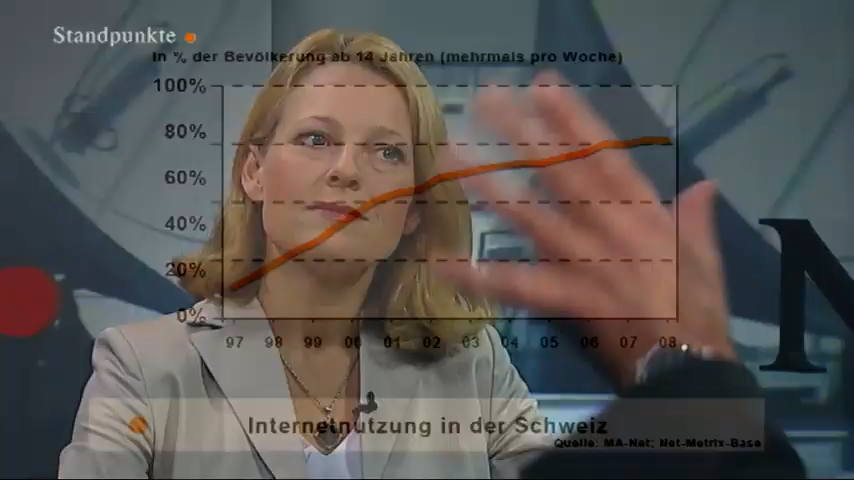 Standpunkte
In % der Bevölkerung ab 14 Jahren (mehrmals pro Woche)
100%
80%
60%
40%
20%
0%
97 98 99 00 01 02 03 04 05 06 07 08
Internetnutzung in der Schweiz
Quelle: MA-Net; Net-Metrix-Base
N